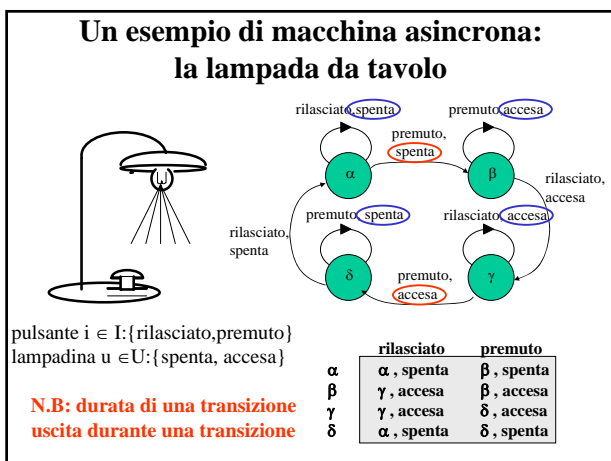 Un esempio di macchina asincrona:
la lampada da tavolo
rilasciato,spenta
premuto,accesa
premuto,
spenta
α
β
rilasciato,
accesa
rilasciato,
spenta
premuto, spenta
rilasciato, accesa
δ
γ
premuto,
accesa
pulsante i ∈ I:{rilasciato,premuto}
lampadina u ∈U:{spenta, accesa}
N.B: durata di una transizione
uscita durante una transizione
rilasciato premuto
α α , spenta β , spenta
β γ , accesa β , accesa
γ γ , accesa δ , accesa
δ α , spenta δ , spenta